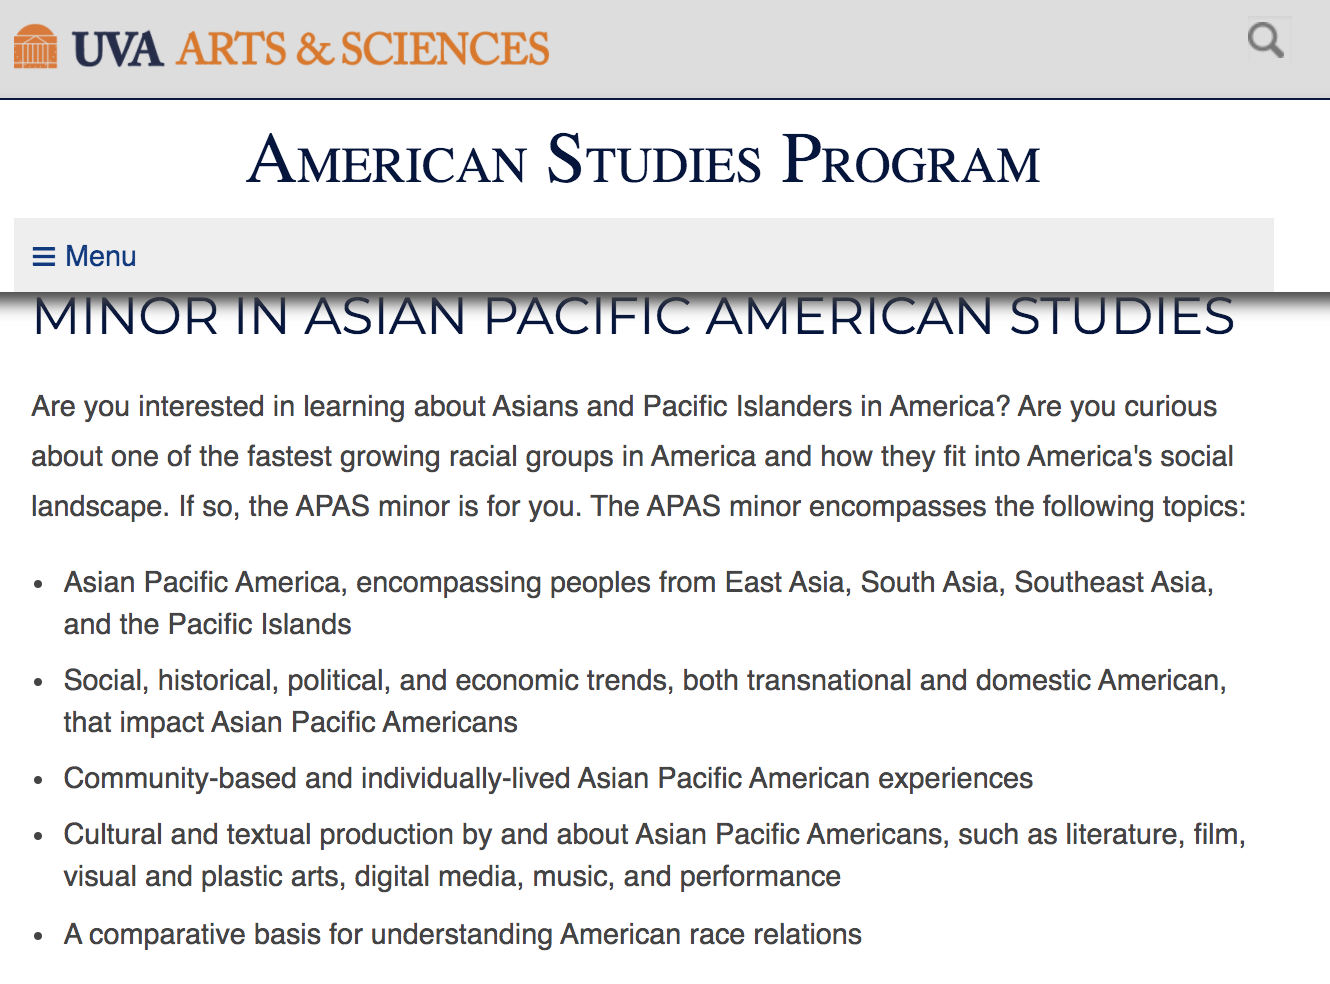 UVA ARTS & SCIENCES
AMERICAN STUDIES PROGRAM
Menu
MINOR IN ASIAN PACIFIC AMERICAN STUDIES
Are you interested in learning about Asians and Pacific Islanders in America? Are you curious
about one of the fastest growing racial groups in America and how they fit into America's social
landscape. If so, the APAS minor is for you. The APAS minor encompasses the following topics:
• Asian Pacific America, encompassing peoples from East Asia, South Asia, Southeast Asia,
and the Pacific Islands
• Social, historical, political, and economic trends, both transnational and domestic American,
that impact Asian Pacific Americans
• Community-based and individually-lived Asian Pacific American experiences
• Cultural and textual production by and about Asian Pacific Americans, such as literature, film,
visual and plastic arts, digital media, music, and performance
• A comparative basis for understanding American race relations